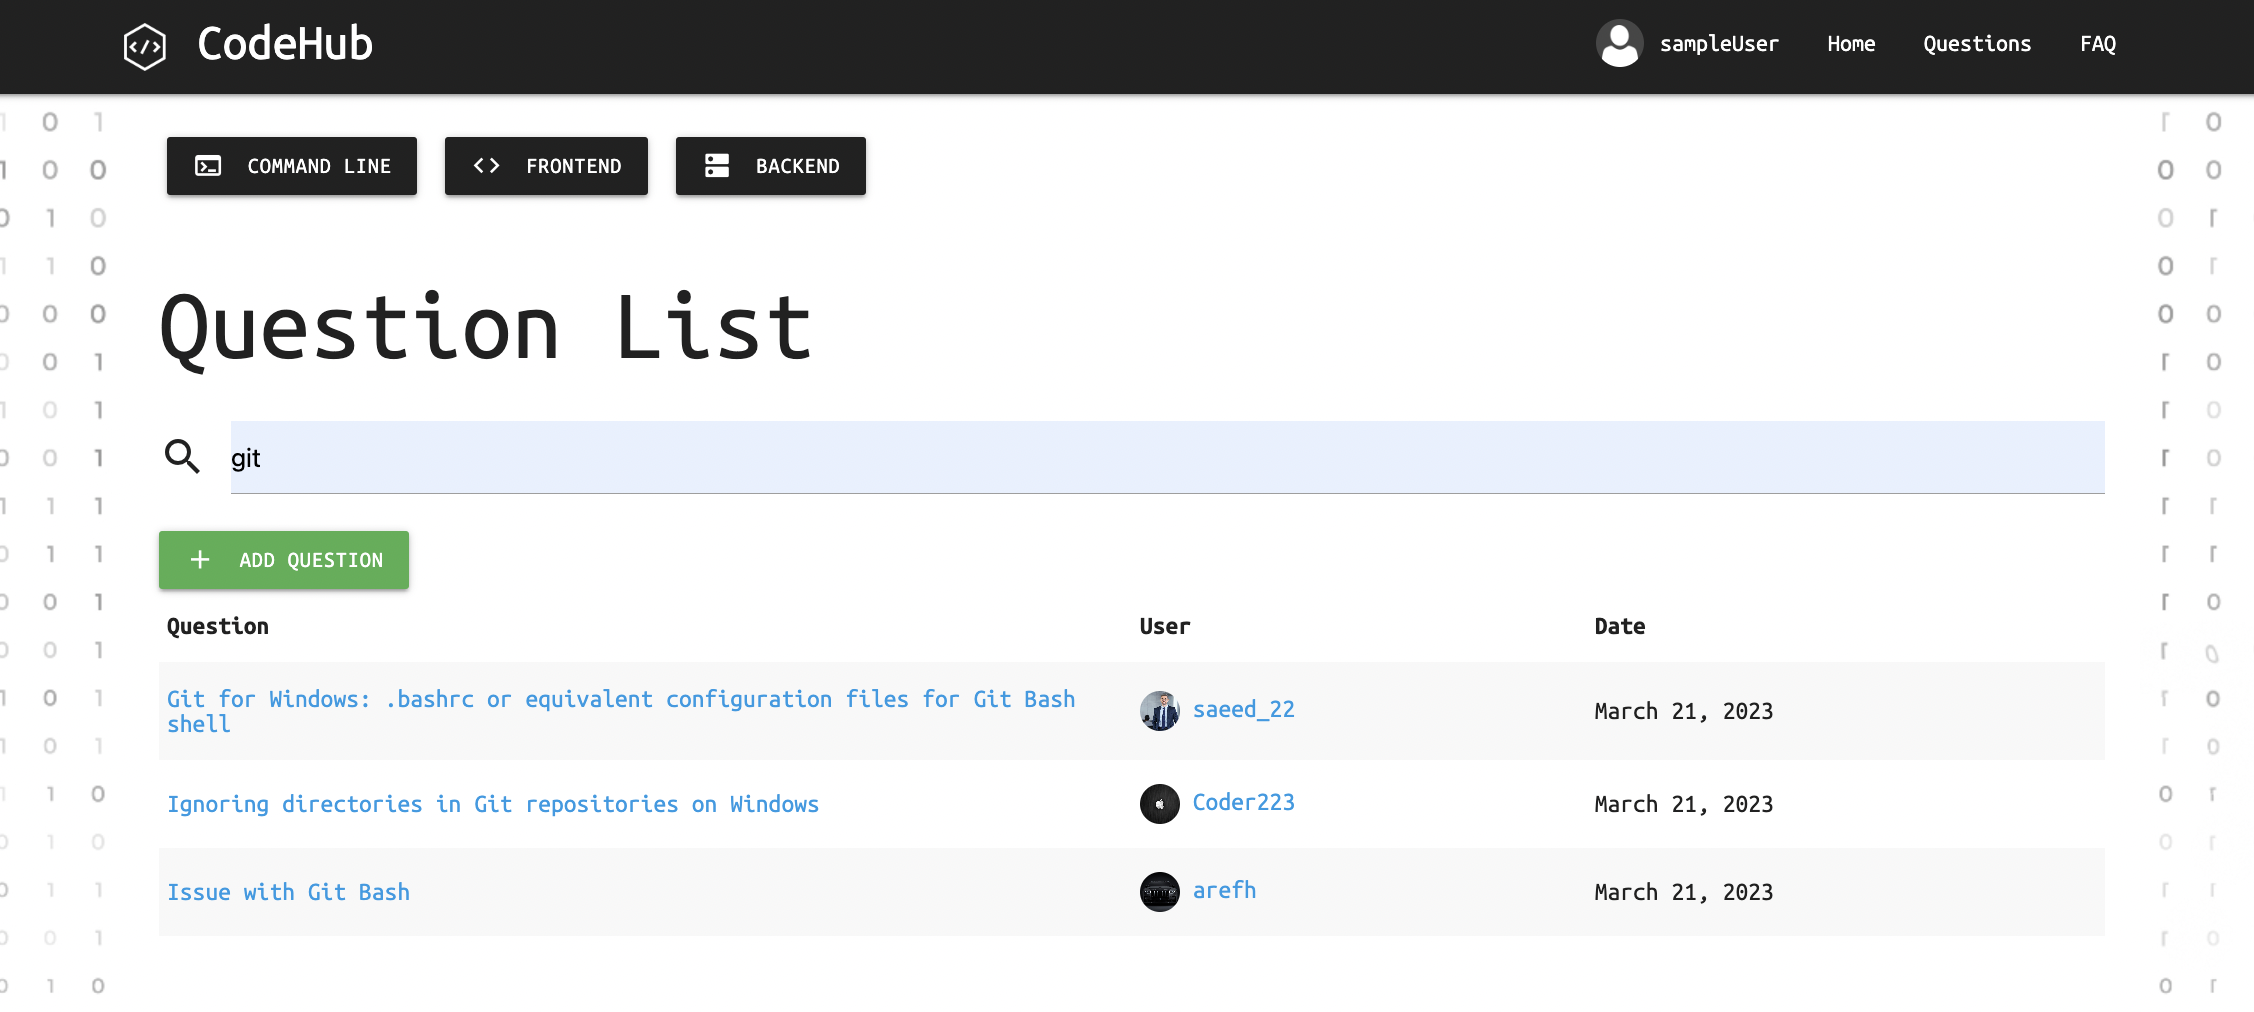 CodeHub
sampleUser Home Questions FAQ
COMMAND LINE FRONTEND BACKEND
Question List
git
ADD QUESTION
Question User Date
Git for Windows: .bashrc or equivalent configuration files for Git Bash
shell
saeed_22 March 21, 2023
Ignoring directories in Git repositories on Windows Coder223 March 21, 2023
Issue with Git Bash arefh March 21, 2023